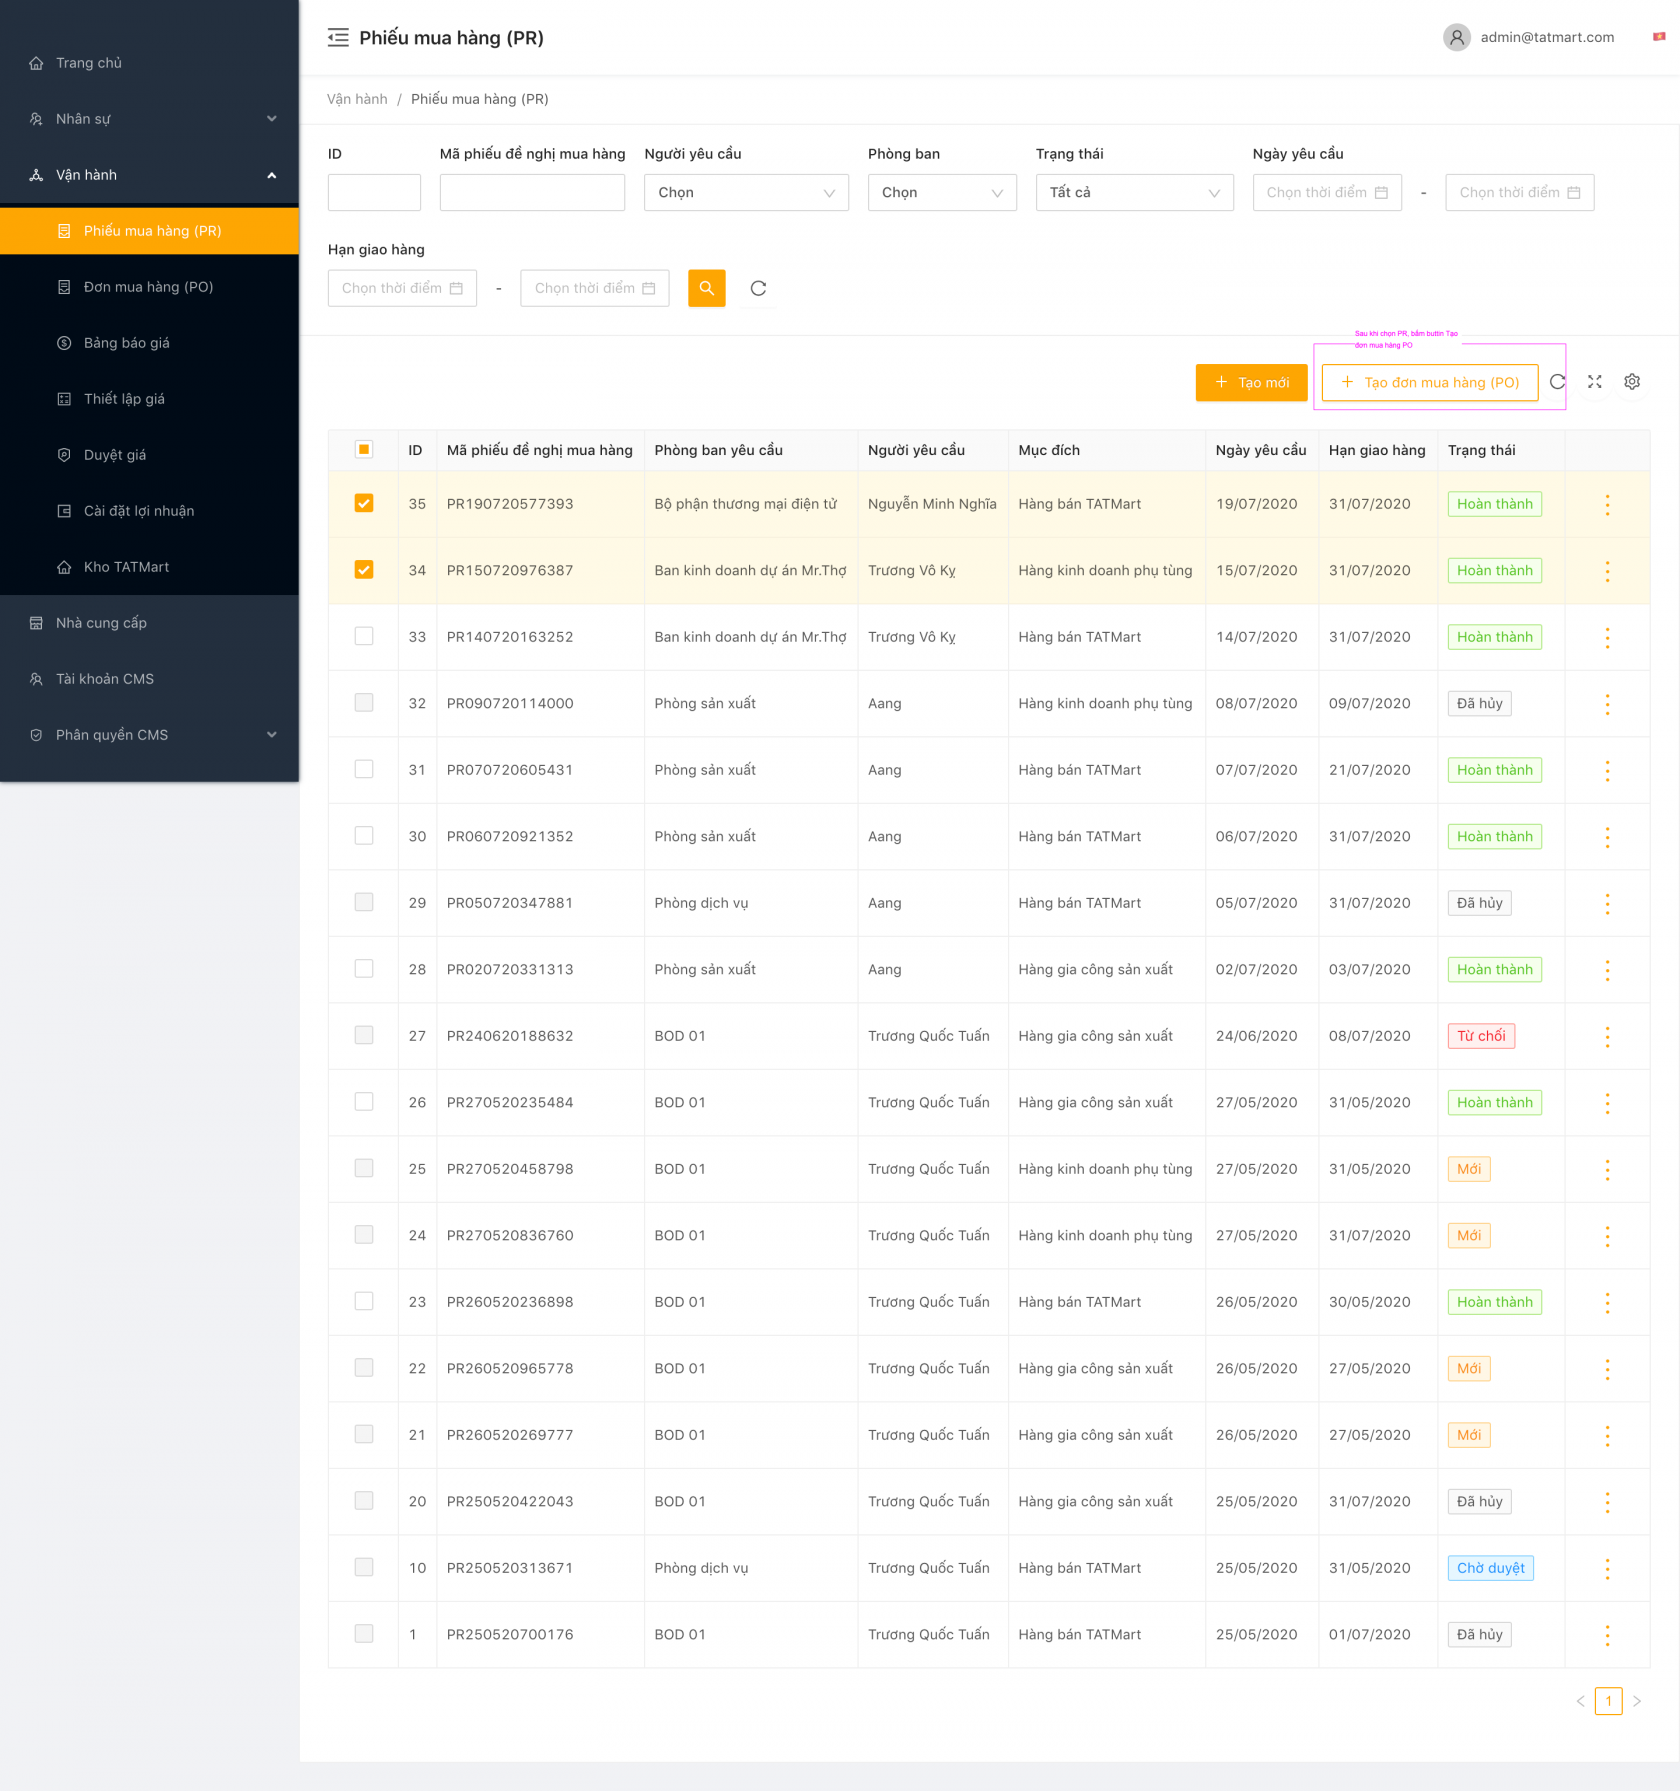 Trang chủ
Nhân sự
Vận hành
Phiếu mua hàng (PR)
Đơn mua hàng (PO)
Bảng báo giá
Thiết lập giá
Duyệt giá
Cài đặt lợi nhuận
Kho TATMart
Nhà cung cấp
Tài khoản CMS
Phân quyền CMS
Phiếu mua hàng (PR)
admin@tatmart.com
Vận hành / Phiếu mua hàng (PR)
ID Mã phiếu đề nghị mua hàng Người yêu cầu Phòng ban Trạng thái Ngày yêu cầu
Chọn Chọn Tất cả Chọn thời điểm - Chọn thời điểm
Hạn giao hàng
Chọn thời điểm - Chọn thời điểm
Sau khi chọn PR, bấm buttin Tạo
đơn mua hàng PO
+ Tạo mới + Tạo đơn mua hàng (PO)
ID Mã phiếu đề nghị mua hàng Phòng ban yêu cầu Người yêu cầu Mục đích Ngày yêu cầu Hạn giao hàng Trạng thái
35 PR190720577393 Bộ phận thương mại điện tử Nguyễn Minh Nghĩa Hàng bán TATMart 19/07/2020 31/07/2020 Hoàn thành
34 PR150720976387 Ban kinh doanh dự án Mr.Thọ Trương Vô Kỵ Hàng kinh doanh phụ tùng 15/07/2020 31/07/2020 Hoàn thành
33 PR140720163252 Ban kinh doanh dự án Mr.Thọ Trương Vô Kỵ Hàng bán TATMart 14/07/2020 31/07/2020 Hoàn thành
32 PR090720114000 Phòng sản xuất Aang Hàng kinh doanh phụ tùng 08/07/2020 09/07/2020 Đã hủy
31 PR070720605431 Phòng sản xuất Aang Hàng bán TATMart 07/07/2020 21/07/2020 Hoàn thành
30 PR060720921352 Phòng sản xuất Aang Hàng bán TATMart 06/07/2020 31/07/2020 Hoàn thành
29 PR050720347881 Phòng dịch vụ Aang Hàng bán TATMart 05/07/2020 31/07/2020 Đã hủy
28 PR020720331313 Phòng sản xuất Aang Hàng gia công sản xuất 02/07/2020 03/07/2020 Hoàn thành
27 PR240620188632 BOD 01 Trương Quốc Tuấn Hàng gia công sản xuất 24/06/2020 08/07/2020 Từ chối
26 PR270520235484 BOD 01 Trương Quốc Tuấn Hàng gia công sản xuất 27/05/2020 31/05/2020 Hoàn thành
25 PR270520458798 BOD 01 Trương Quốc Tuấn Hàng kinh doanh phụ tùng 27/05/2020 31/05/2020 Mới
24 PR270520836760 BOD 01 Trương Quốc Tuấn Hàng kinh doanh phụ tùng 27/05/2020 31/07/2020 Mới
23 PR260520236898 BOD 01 Trương Quốc Tuấn Hàng bán TATMart 26/05/2020 30/05/2020 Hoàn thành
22 PR260520965778 BOD 01 Trương Quốc Tuấn Hàng gia công sản xuất 26/05/2020 27/05/2020 Mới
21 PR260520269777 BOD 01 Trương Quốc Tuấn Hàng gia công sản xuất 26/05/2020 27/05/2020 Mới
20 PR250520422043 BOD 01 Trương Quốc Tuấn Hàng gia công sản xuất 25/05/2020 31/07/2020 Đã hủy
10 PR250520313671 Phòng dịch vụ Trương Quốc Tuấn Hàng bán TATMart 25/05/2020 31/05/2020 Chờ duyệt
1 PR250520700176 BOD 01 Trương Quốc Tuấn Hàng bán TATMart 25/05/2020 01/07/2020 Đã hủy
< 1 >